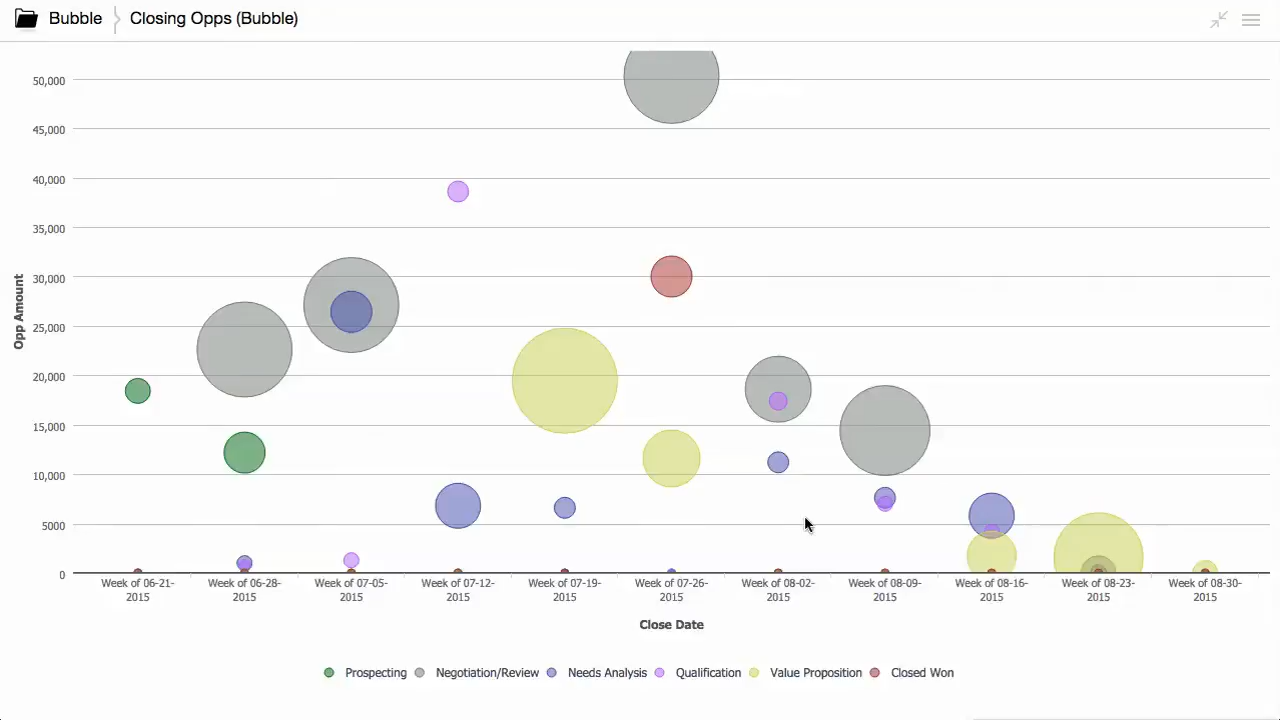 Bubble
Closing Opps (Bubble)
50,000
45,000
40,000
35,000
30,000
25,000
20,000
15,000
10,000
5000
0
Opp Amount
Week of 06-21-
2015
Week of 06-28-
2015
Week of 07-05-
2015
Week of 07-12-
2015
Week of 07-19-
2015
Week of 07-26-
2015
Week of 08-02-
2015
Week of 08-09-
2015
Week of 08-16-
2015
Week of 08-23-
2015
Week of 08-30-
2015
Close Date
Prospecting
Negotiation/Review
Needs Analysis
Qualification
Value Proposition
Closed Won